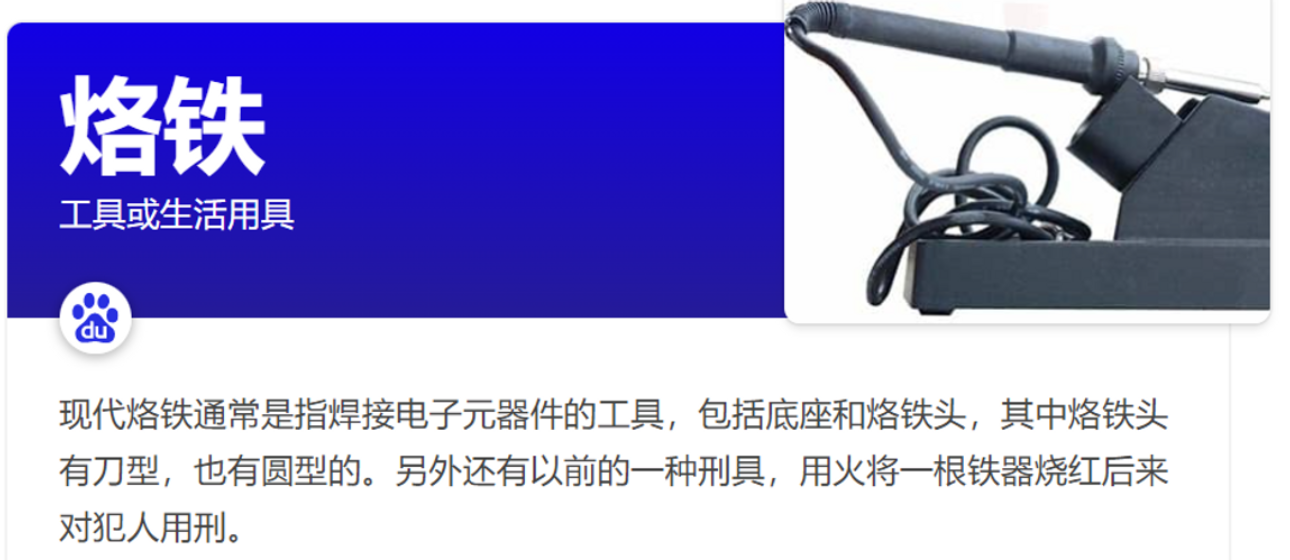 烙铁
工具或生活用具
du
现代烙铁通常是指焊接电子元器件的工具，包括底座和烙铁头，其中烙铁头
有刀型，也有圆型的。另外还有以前的一种刑具，用火将一根铁器烧红后来
对犯人用刑。